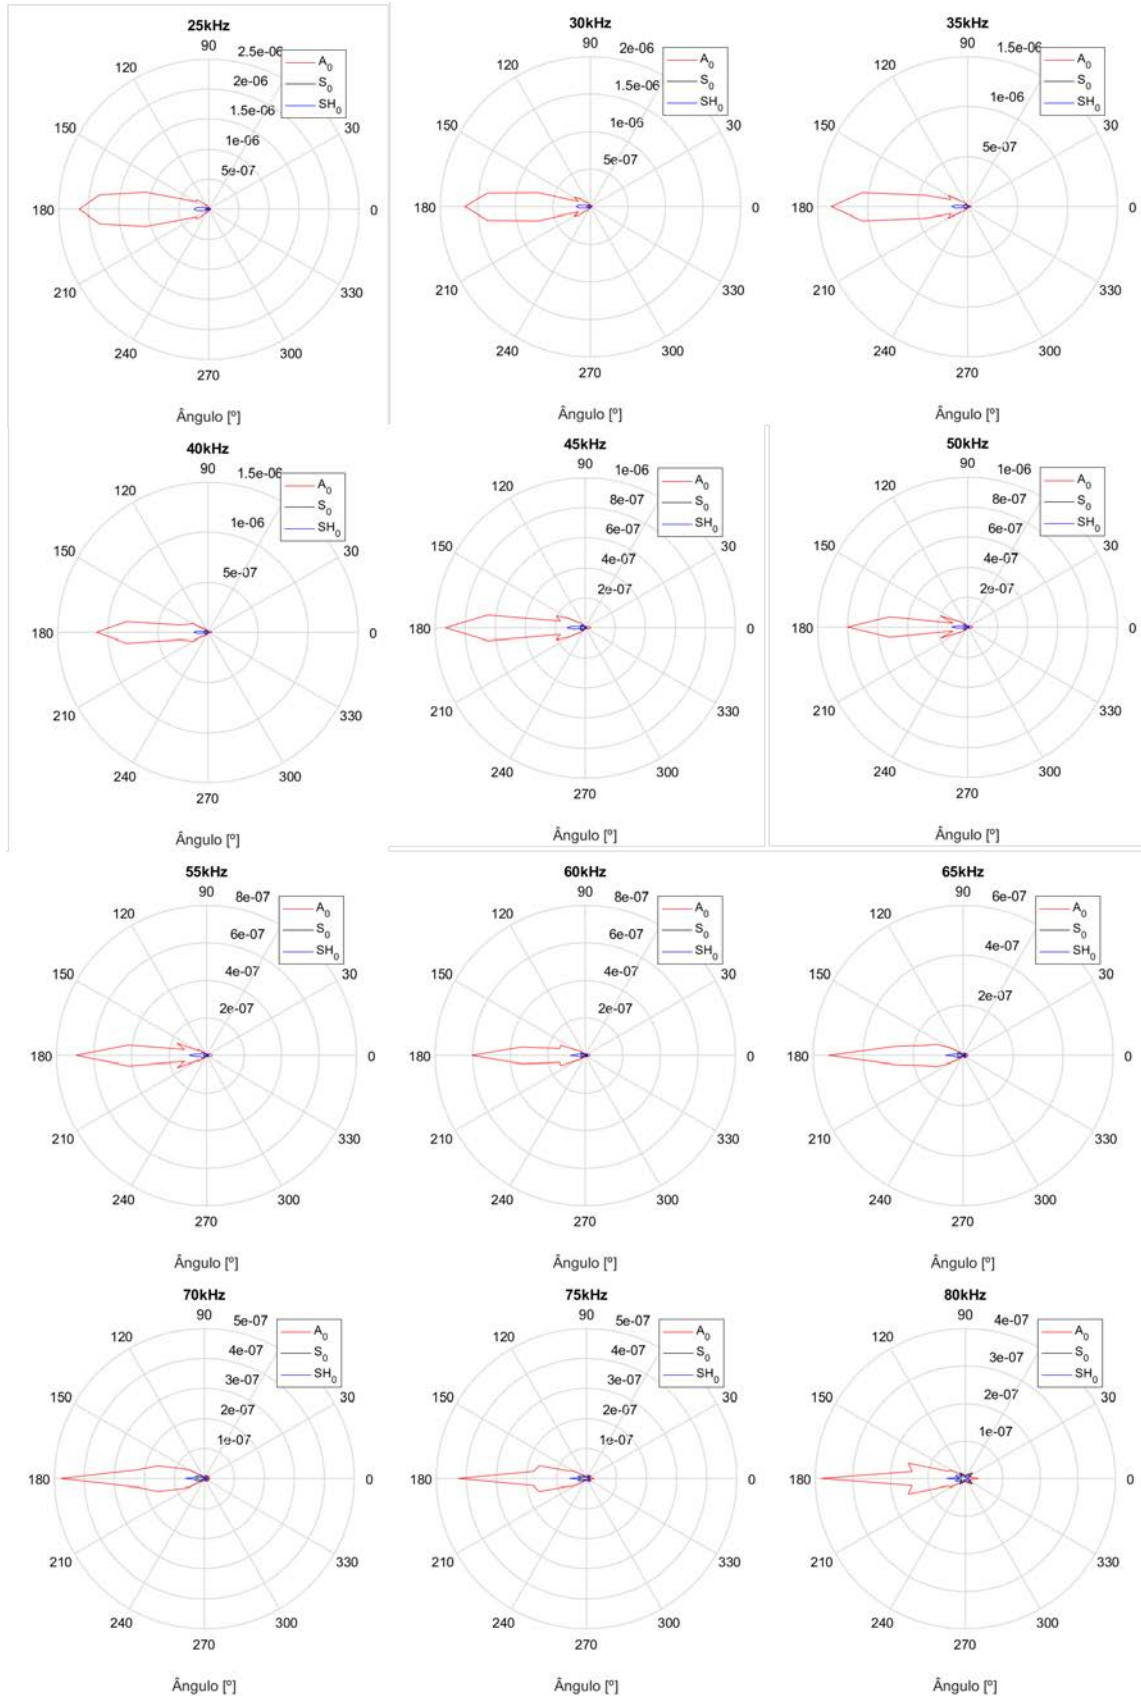 25kHz
90
2.5e-06
120
2e-06
A0
S0
SH0
1.5e-06
150
30
1e-06
5e-07
180
0
210
330
240
300
270
Ângulo [º]
30kHz
90
2e-06
120
A0
S0
SH0
1.5e-06
150
30
1e-06
5e-07
180
0
210
330
240
300
270
Ângulo [º]
35kHz
90
1.5e-06
120
A0
S0
SH0
1e-06
150
30
5e-07
180
0
210
330
240
300
270
Ângulo [º]
40kHz
90
1.5e-06
120
A0
S0
SH0
1e-06
150
30
5e-07
180
0
210
330
240
300
270
Ângulo [º]
45kHz
90
1e-06
120
8e-07
A0
S0
SH0
6e-07
150
30
4e-07
2e-07
180
0
210
330
240
300
270
Ângulo [º]
50kHz
90
1e-06
120
8e-07
A0
S0
SH0
6e-07
150
30
4e-07
2e-07
180
0
210
330
240
300
270
Ângulo [º]
55kHz
90
8e-07
120
A0
S0
SH0
6e-07
150
30
4e-07
2e-07
180
0
210
330
240
300
270
Ângulo [º]
60kHz
90
8e-07
120
A0
S0
SH0
6e-07
150
30
4e-07
2e-07
180
0
210
330
240
300
270
Ângulo [º]
65kHz
90
6e-07
120
A0
S0
SH0
4e-07
150
30
2e-07
180
0
210
330
240
300
270
Ângulo [º]
70kHz
90
5e-07
120
4e-07
A0
S0
SH0
3e-07
150
30
2e-07
1e-07
180
0
210
330
240
300
270
Ângulo [º]
75kHz
90
5e-07
120
4e-07
A0
S0
SH0
3e-07
150
30
2e-07
1e-07
180
0
210
330
240
300
270
Ângulo [º]
80kHz
90
4e-07
120
A0
S0
SH0
3e-07
150
30
2e-07
1e-07
180
0
210
330
240
300
270
Ângulo [º]